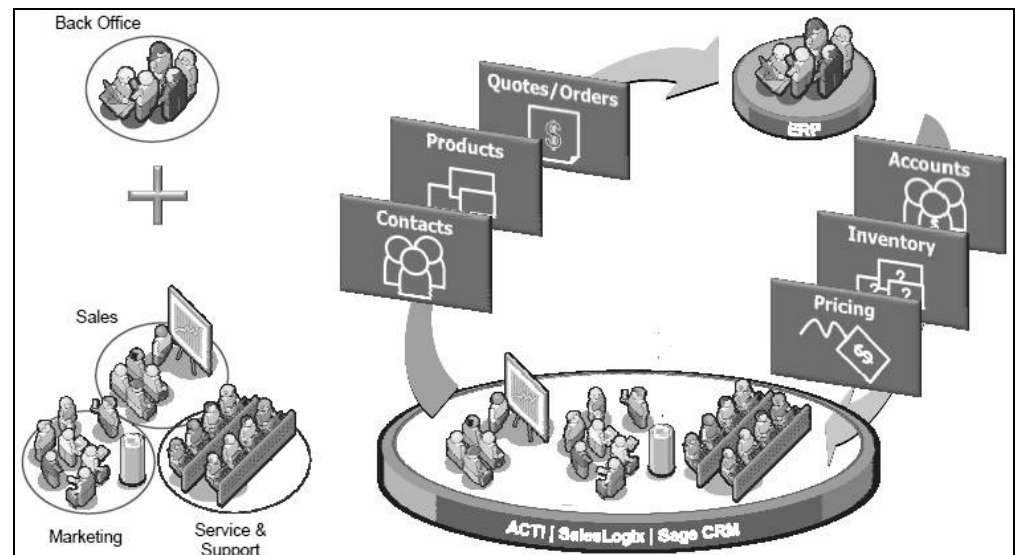 Back Office
Sales
Marketing
Service &
Support
Quotes/Orders
$
Products
Contacts
ERP
Accounts
$
Inventory
? ? ?
Pricing
$
ACT! | SalesLogix | Sage CRM